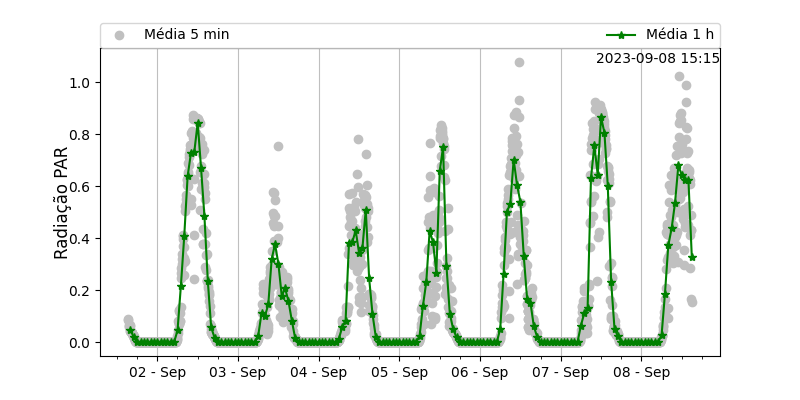 Média 5 min
Média 1 h
2023-09-08 15:15
Radiação PAR
1.0
0.8
0.6
0.4
0.2
0.0
02 - Sep
03 - Sep
04 - Sep
05 - Sep
06 - Sep
07 - Sep
08 - Sep